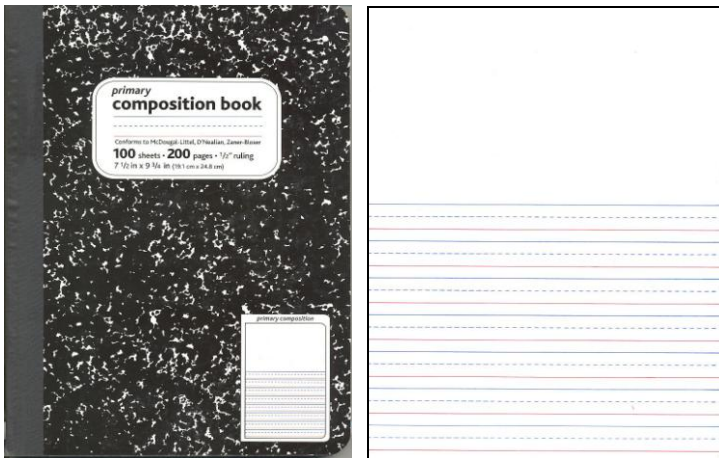 primary
composition book
Conforms to McDougal-Littel, D'Nealian, Zaner-Bloser
100 sheets • 200 pages • 1/2" ruling
7 1/2 in x 9 3/4 in (19.1 cm x 24.8 cm)
primary composition